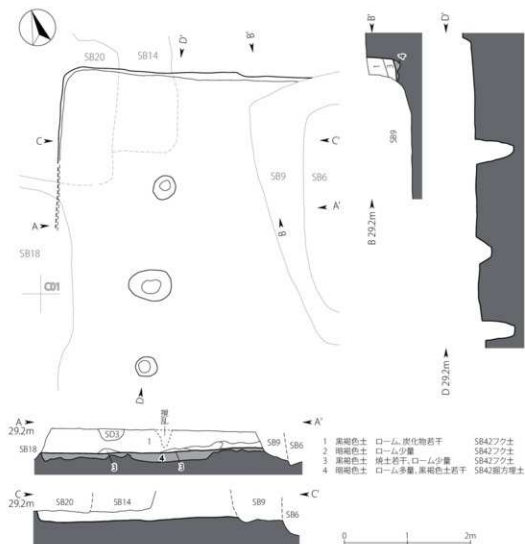 SB20
SB14
D'
B'
C
C'
A
A'
SB9
SB6
B
SB18
C01
D
B'
1
3
SB9
B 29.2m
D'
D 29.2m
A
29.2m
A'
SD3
撹乱
1
SB18
SB9
SB6
3
4
3
C
29.2m
C'
SB20
SB14
SB9
SB6
1 黒褐色土 ローム、炭化物若干 SB42フク土
2 暗褐色土 ローム少量 SB42フク土
3 黒褐色土 焼土若干、ローム少量 SB42フク土
4 暗褐色土 ローム多量、黒褐色土若干 SB42掘方埋土
0 1 2m